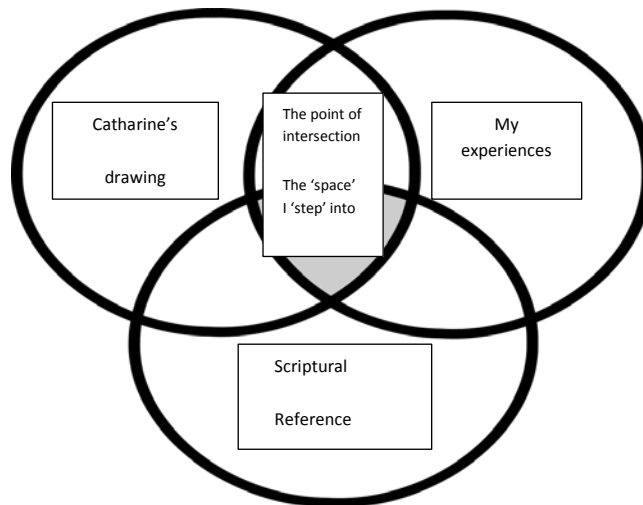 Catharine’s
drawing
The point of
intersection
The ‘space’
I ‘step’ into
My
experiences
Scriptural
Reference